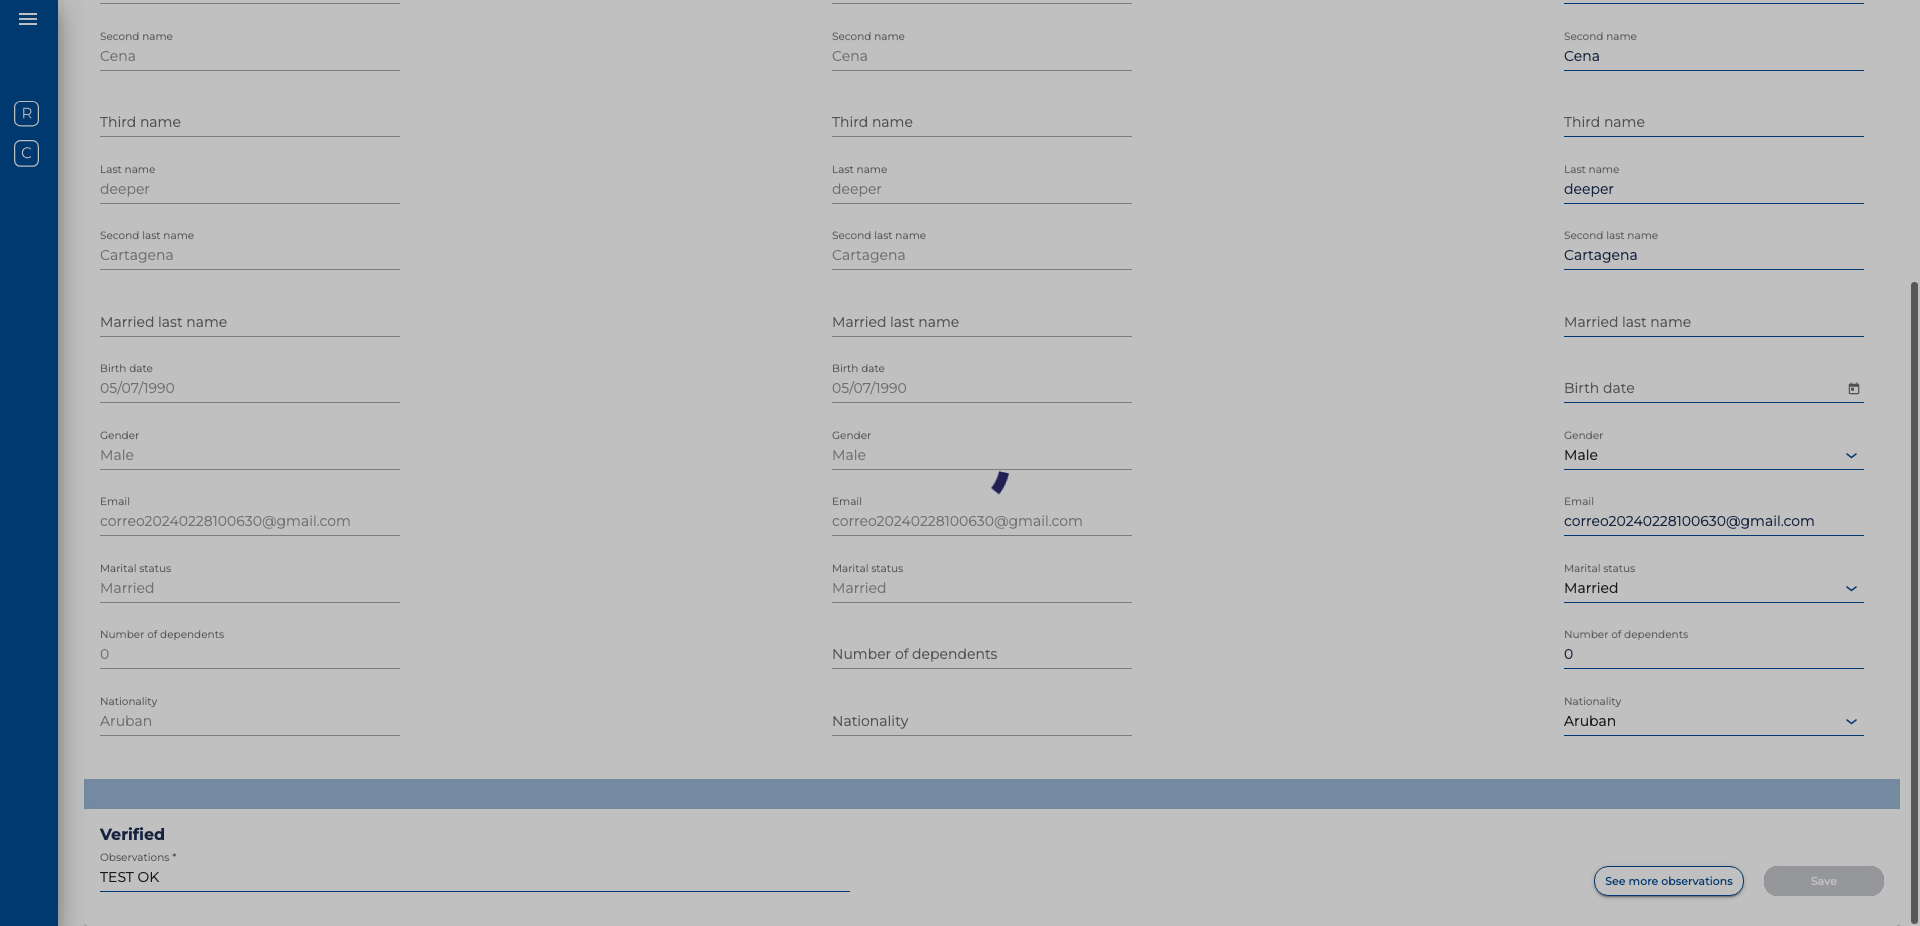 R
C
Second name Second name Second name
Cena Cena Cena
Third name Third name Third name
Last name Last name Last name
deeper deeper deeper
Second last name Second last name Second last name
Cartagena Cartagena Cartagena
Married last name Married last name Married last name
Birth date Birth date
05/07/1990 05/07/1990 Birth date
Gender Gender Gender
Male Male Male
Email Email Email
correo20240228100630@gmail.com correo20240228100630@gmail.com correo20240228100630@gmail.com
Marital status Marital status Marital status
Married Married Married
Number of dependents Number of dependents
0 Number of dependents 0
Nationality Nationality
Aruban Nationality Aruban
Verified
Observations *
TEST OK
See more observations Save